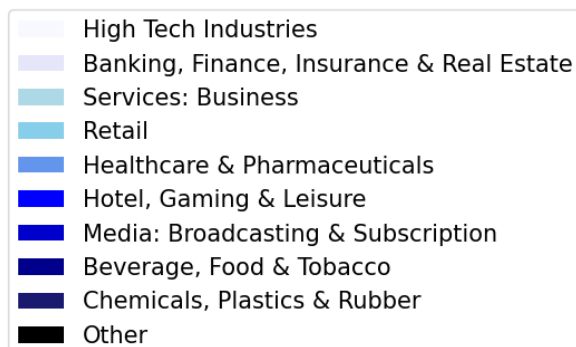 High Tech Industries
Banking, Finance, Insurance & Real Estate
Services: Business
Retail
Healthcare & Pharmaceuticals
Hotel, Gaming & Leisure
Media: Broadcasting & Subscription
Beverage, Food & Tobacco
Chemicals, Plastics & Rubber
Other